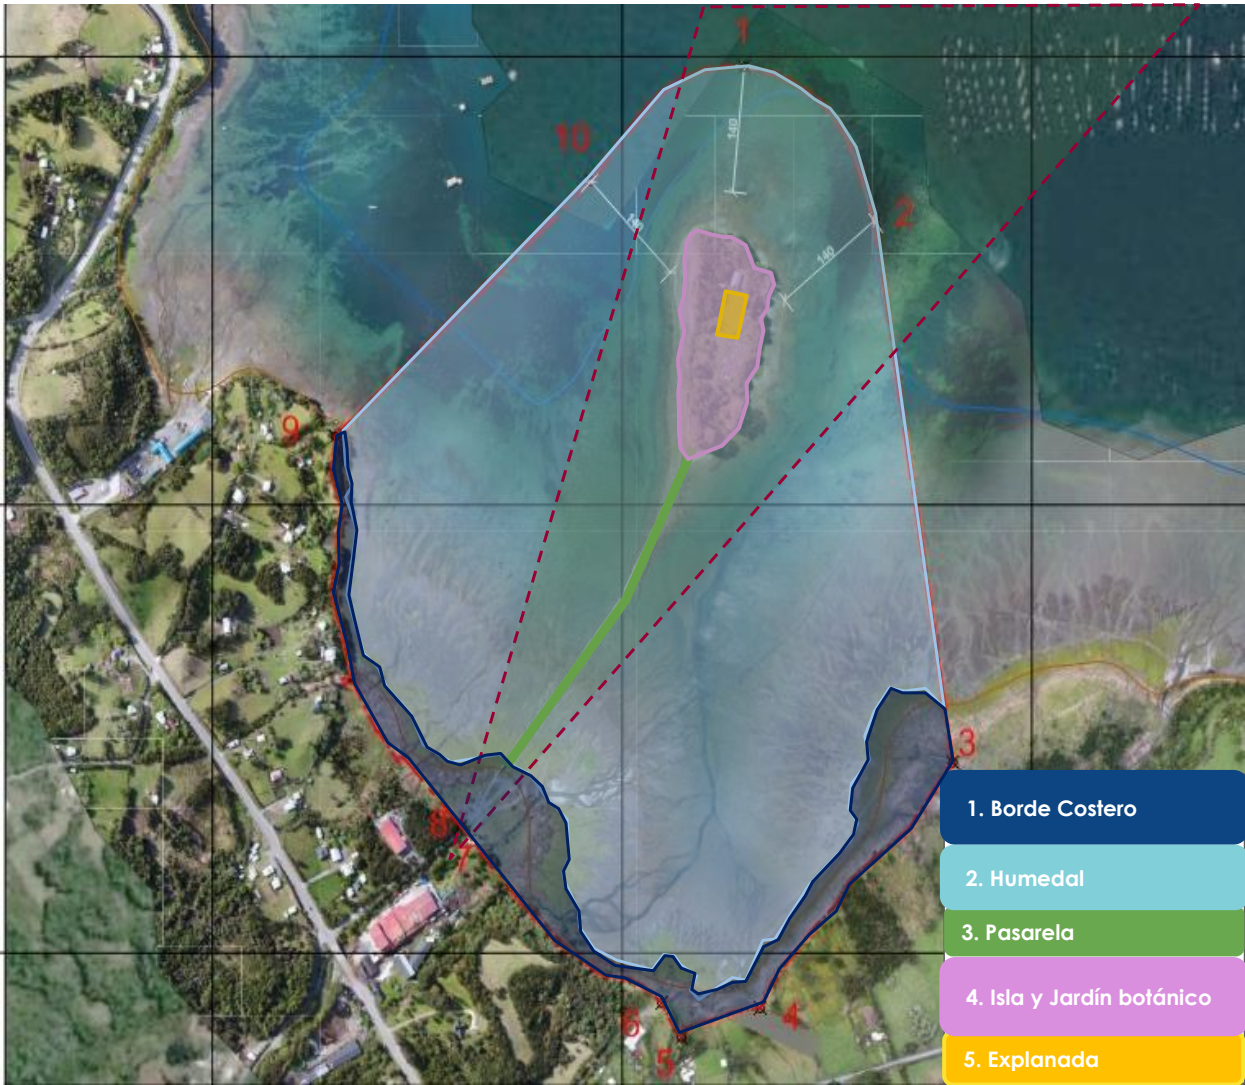 1
140
10
140
2
140
9
3
8
7
4
6
5
1. Borde Costero
2. Humedal
3. Pasarela
4. Isla y Jardín botánico
5. Explanada